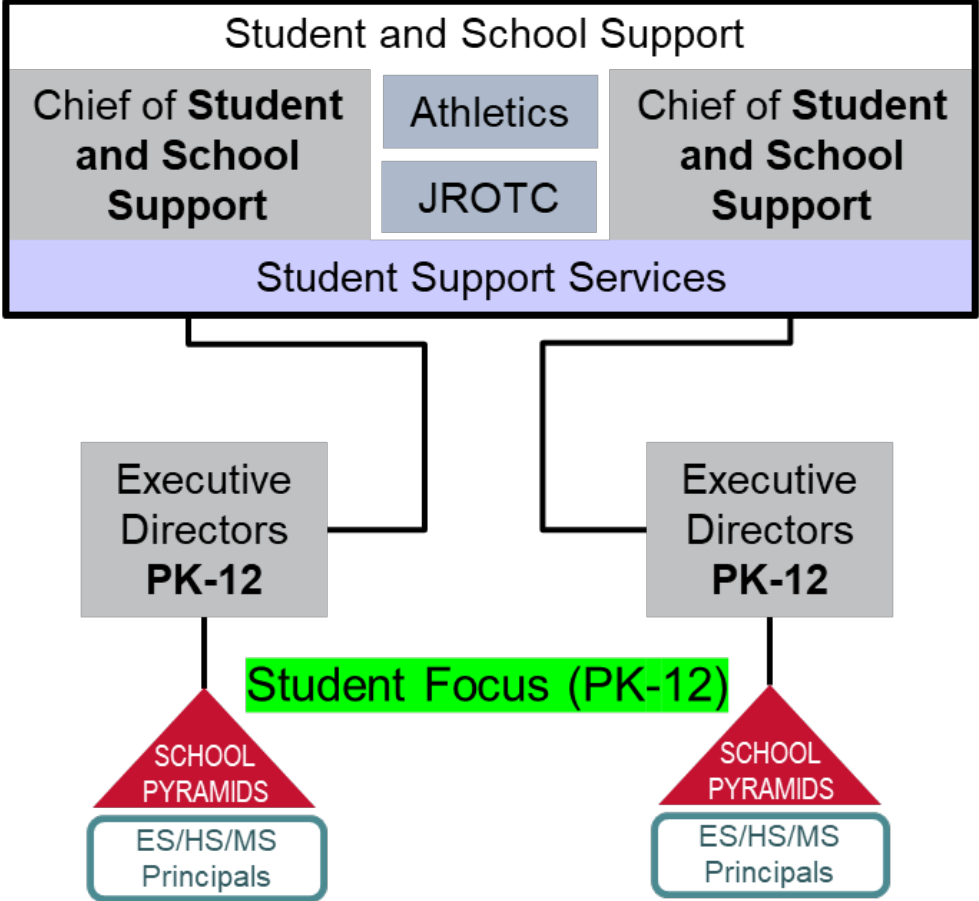 Student and School Support
Chief of Student
and School
Support
Athletics
JROTC
Chief of Student
and School
Support
Student Support Services
Executive
Directors
PK-12
Executive
Directors
PK-12
Student Focus (PK-12)
SCHOOL
PYRAMIDS
SCHOOL
PYRAMIDS
ES/HS/MS
Principals
ES/HS/MS
Principals